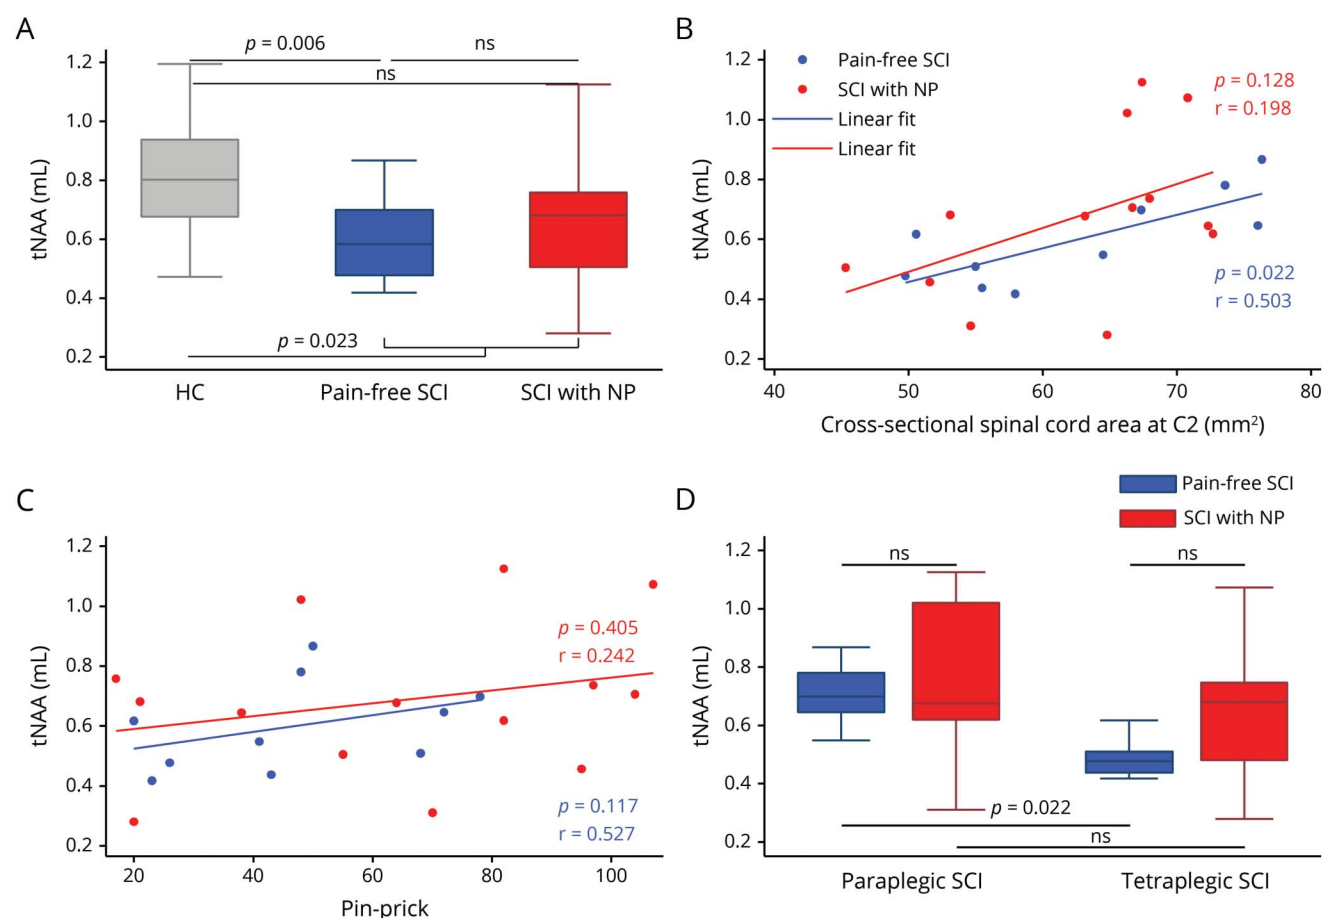 A
p = 0.006
ns
ns
1.2
1.0
0.8
0.6
0.4
0.2
tNAA (mL)
p = 0.023
HC
Pain-free SCI
SCI with NP
B
Pain-free SCI
SCI with NP
Linear fit
Linear fit
p = 0.128
r = 0.198
p = 0.022
r = 0.503
1.2
1.0
0.8
0.6
0.4
0.2
tNAA (mL)
40 50 60 70 80
Cross-sectional spinal cord area at C2 (mm²)
C
1.2
1.0
0.8
0.6
0.4
0.2
tNAA (mL)
p = 0.405
r = 0.242
p = 0.117
r = 0.527
20 40 60 80 100
Pin-prick
D
Pain-free SCI
SCI with NP
1.2
1.0
0.8
0.6
0.4
0.2
tNAA (mL)
ns
ns
p = 0.022
ns
Paraplegic SCI
Tetraplegic SCI